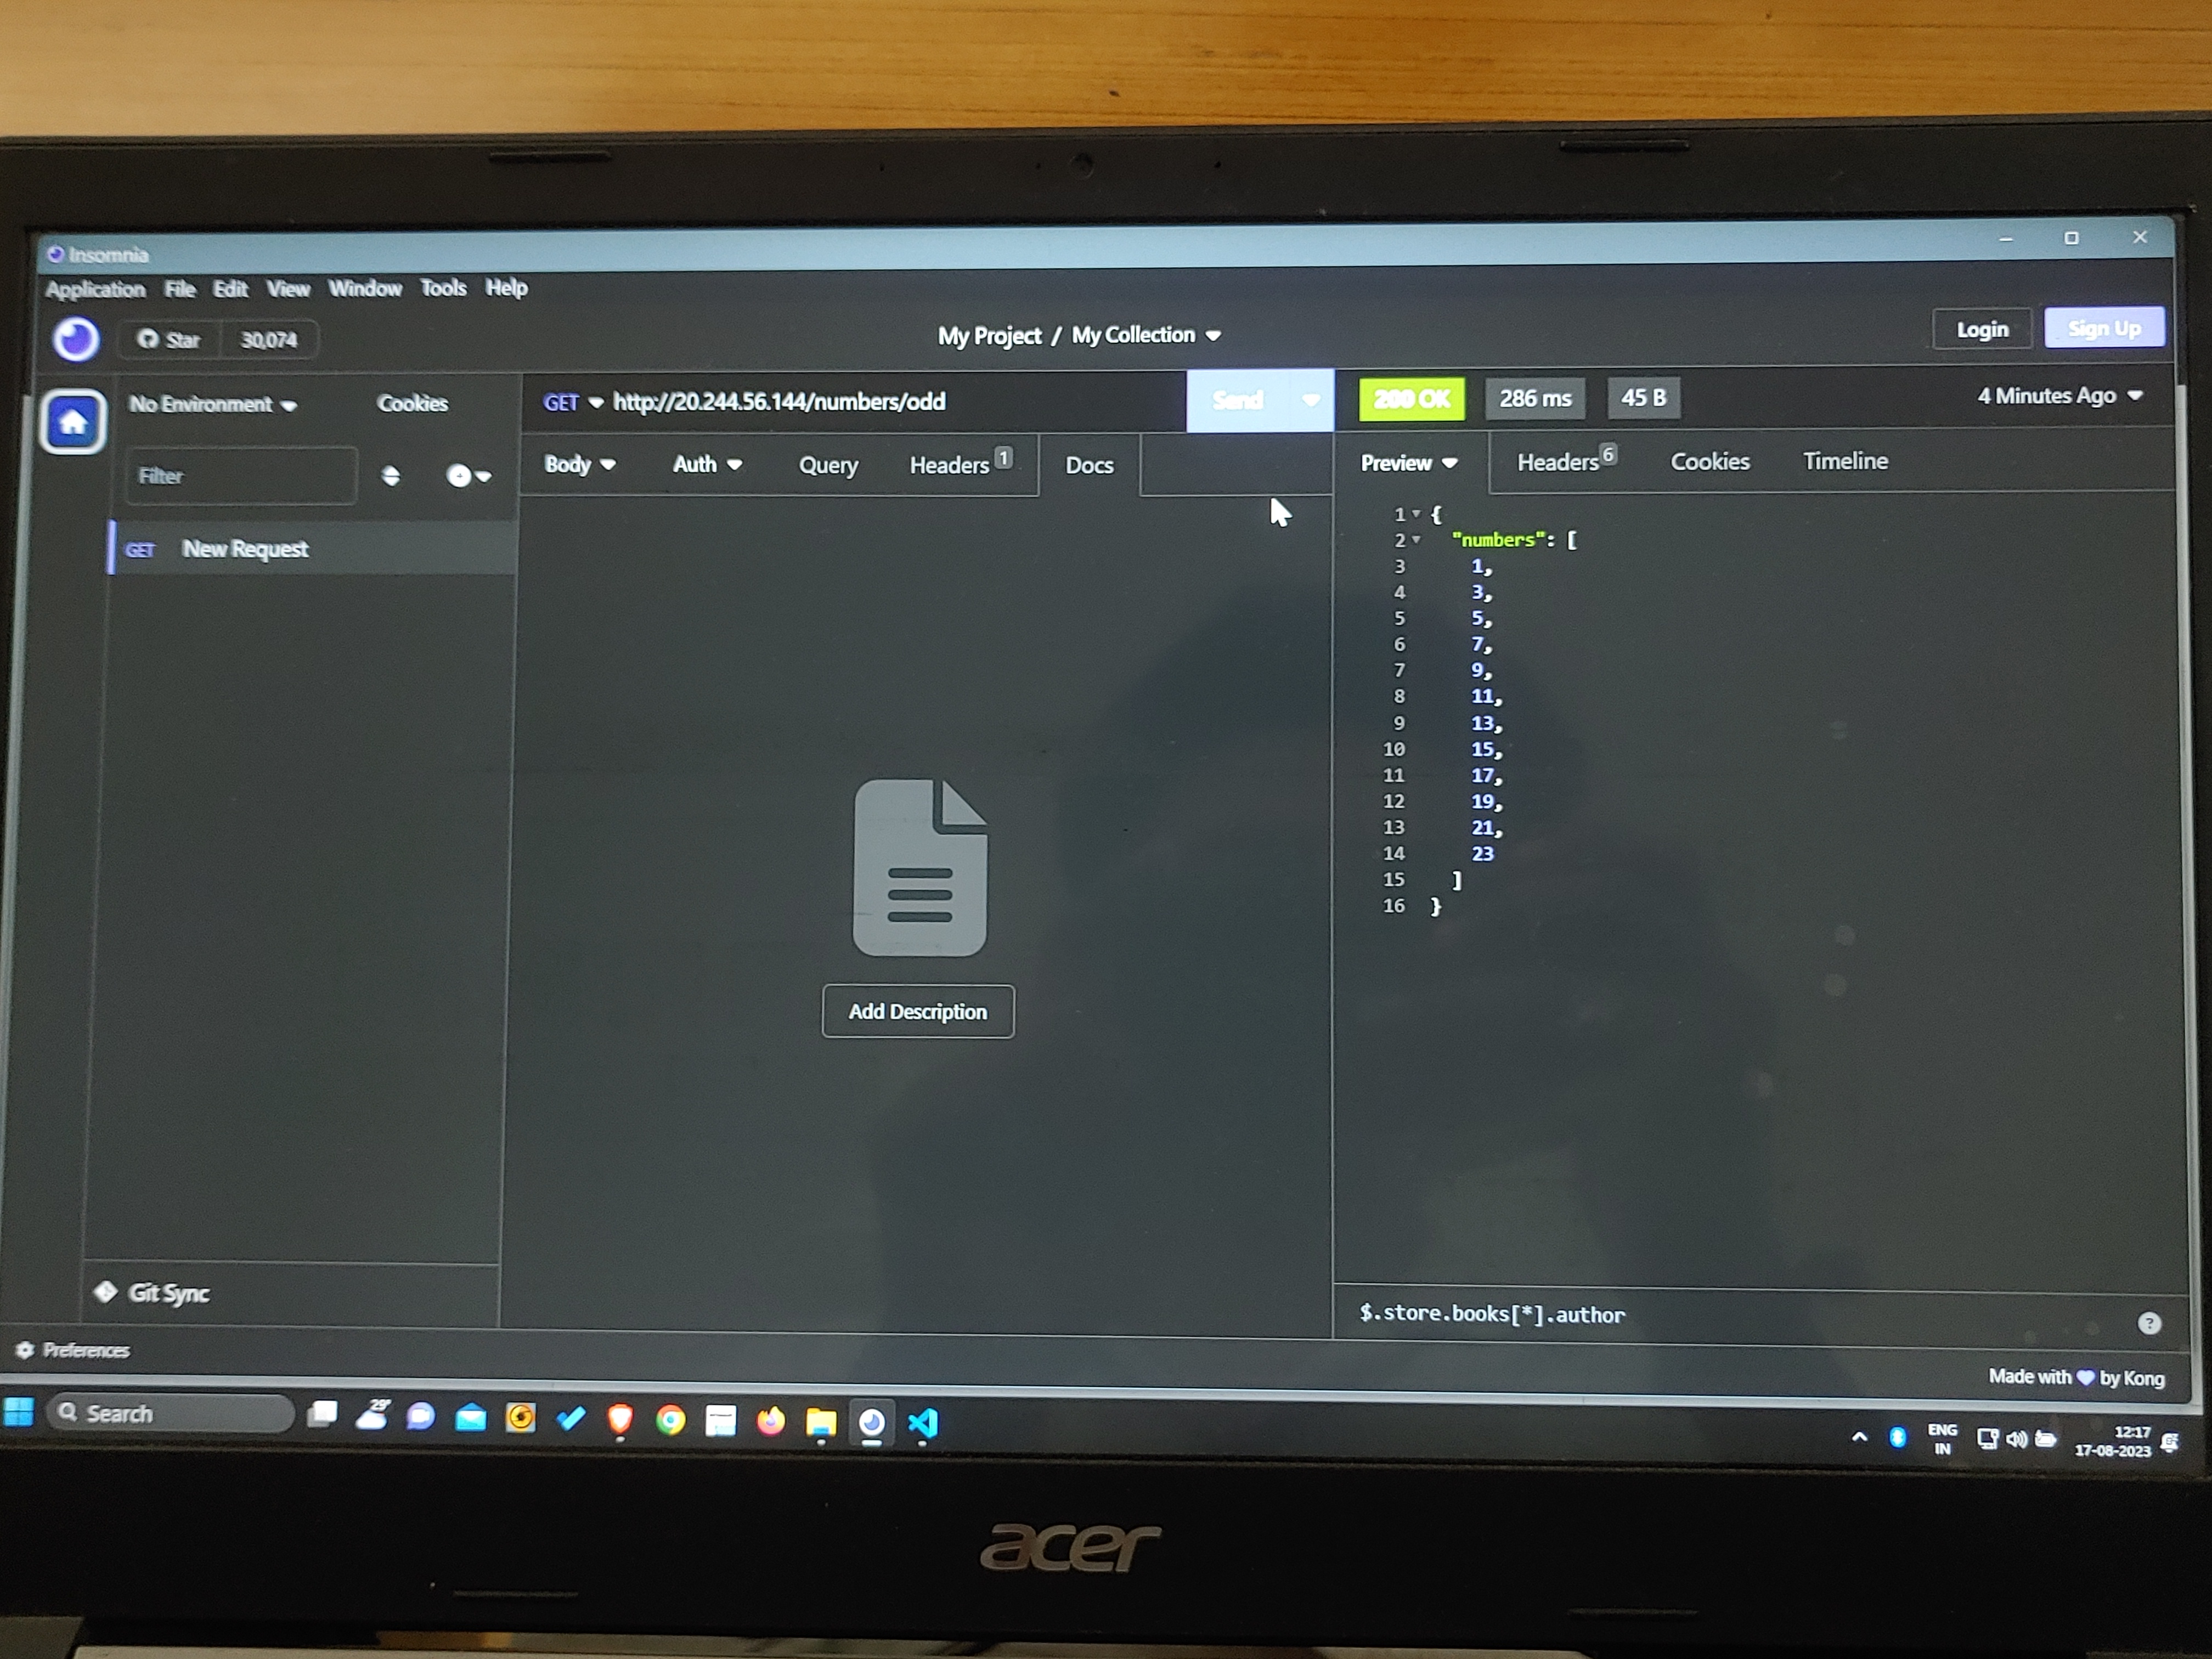 Insomnia
Application File Edit View Window Tools Help
Star 30,074
My Project / My Collection
Login Sign Up
No Environment Cookies
GET http://20.244.56.144/numbers/odd
Send
200 OK 286 ms 45 B 4 Minutes Ago
Filter
Body Auth Query Headers 1 Docs
Preview Headers 6 Cookies Timeline
GET New Request
1 {
2 "numbers": [
3 1,
4 3,
5 5,
6 7,
7 9,
8 11,
9 13,
10 15,
11 17,
12 19,
13 21,
14 23
15 ]
16 }
Add Description
Git Sync
$.store.books[*].author
?
Preferences
Made with by Kong
Search
29°
ENG
IN
12:17
17-08-2023
acer